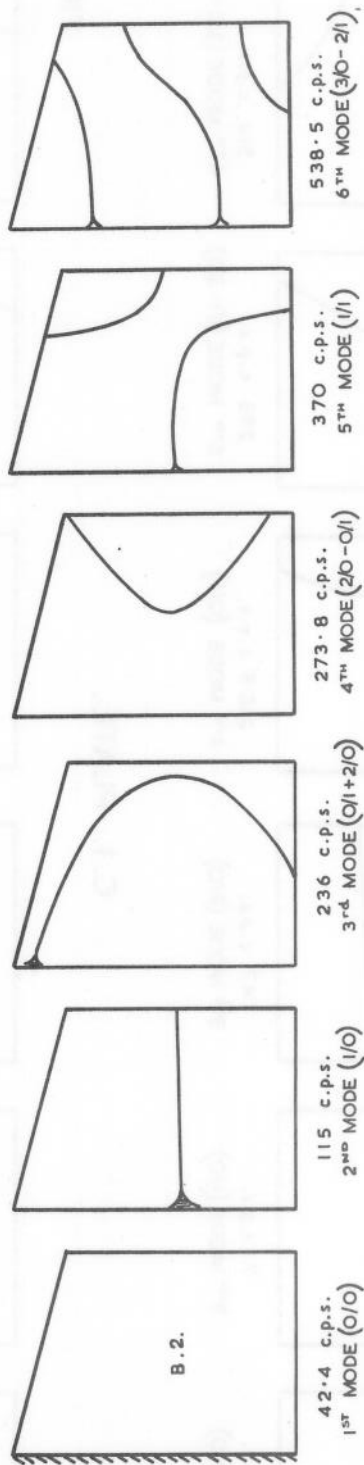 B.2.
42·4 c.p.s.
1ST MODE (0/0)
115 c.p.s.
2ND MODE (1/0)
236 c.p.s.
3rd MODE (0/1+2/0)
273·8 c.p.s.
4TH MODE (2/0-0/1)
370 c.p.s.
5TH MODE (1/1)
538·5 c.p.s.
6TH MODE (3/0-2/1)